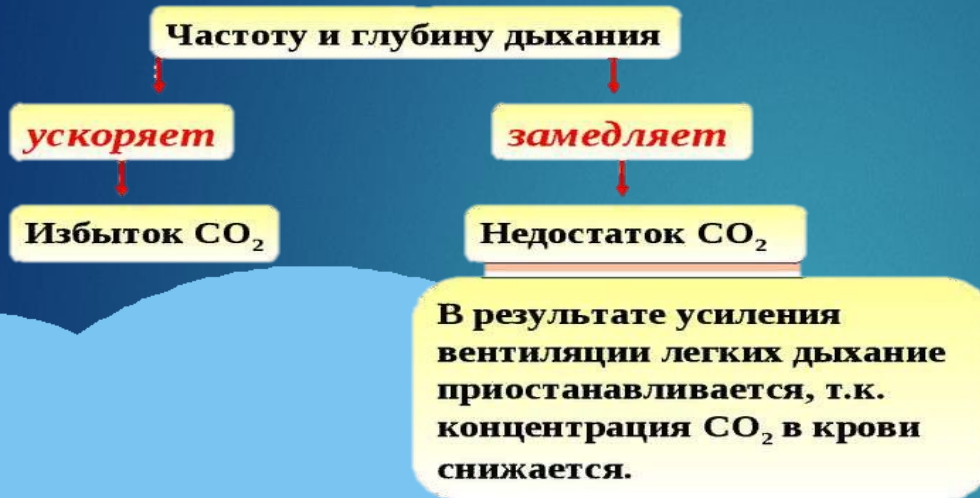 Частоту и глубину дыхания
ускоряет
замедляет
Избыток CO₂
Недостаток CO₂
В результате усиления
вентиляции легких дыхание
приостанавливается, т.к.
концентрация CO₂ в крови
снижается.